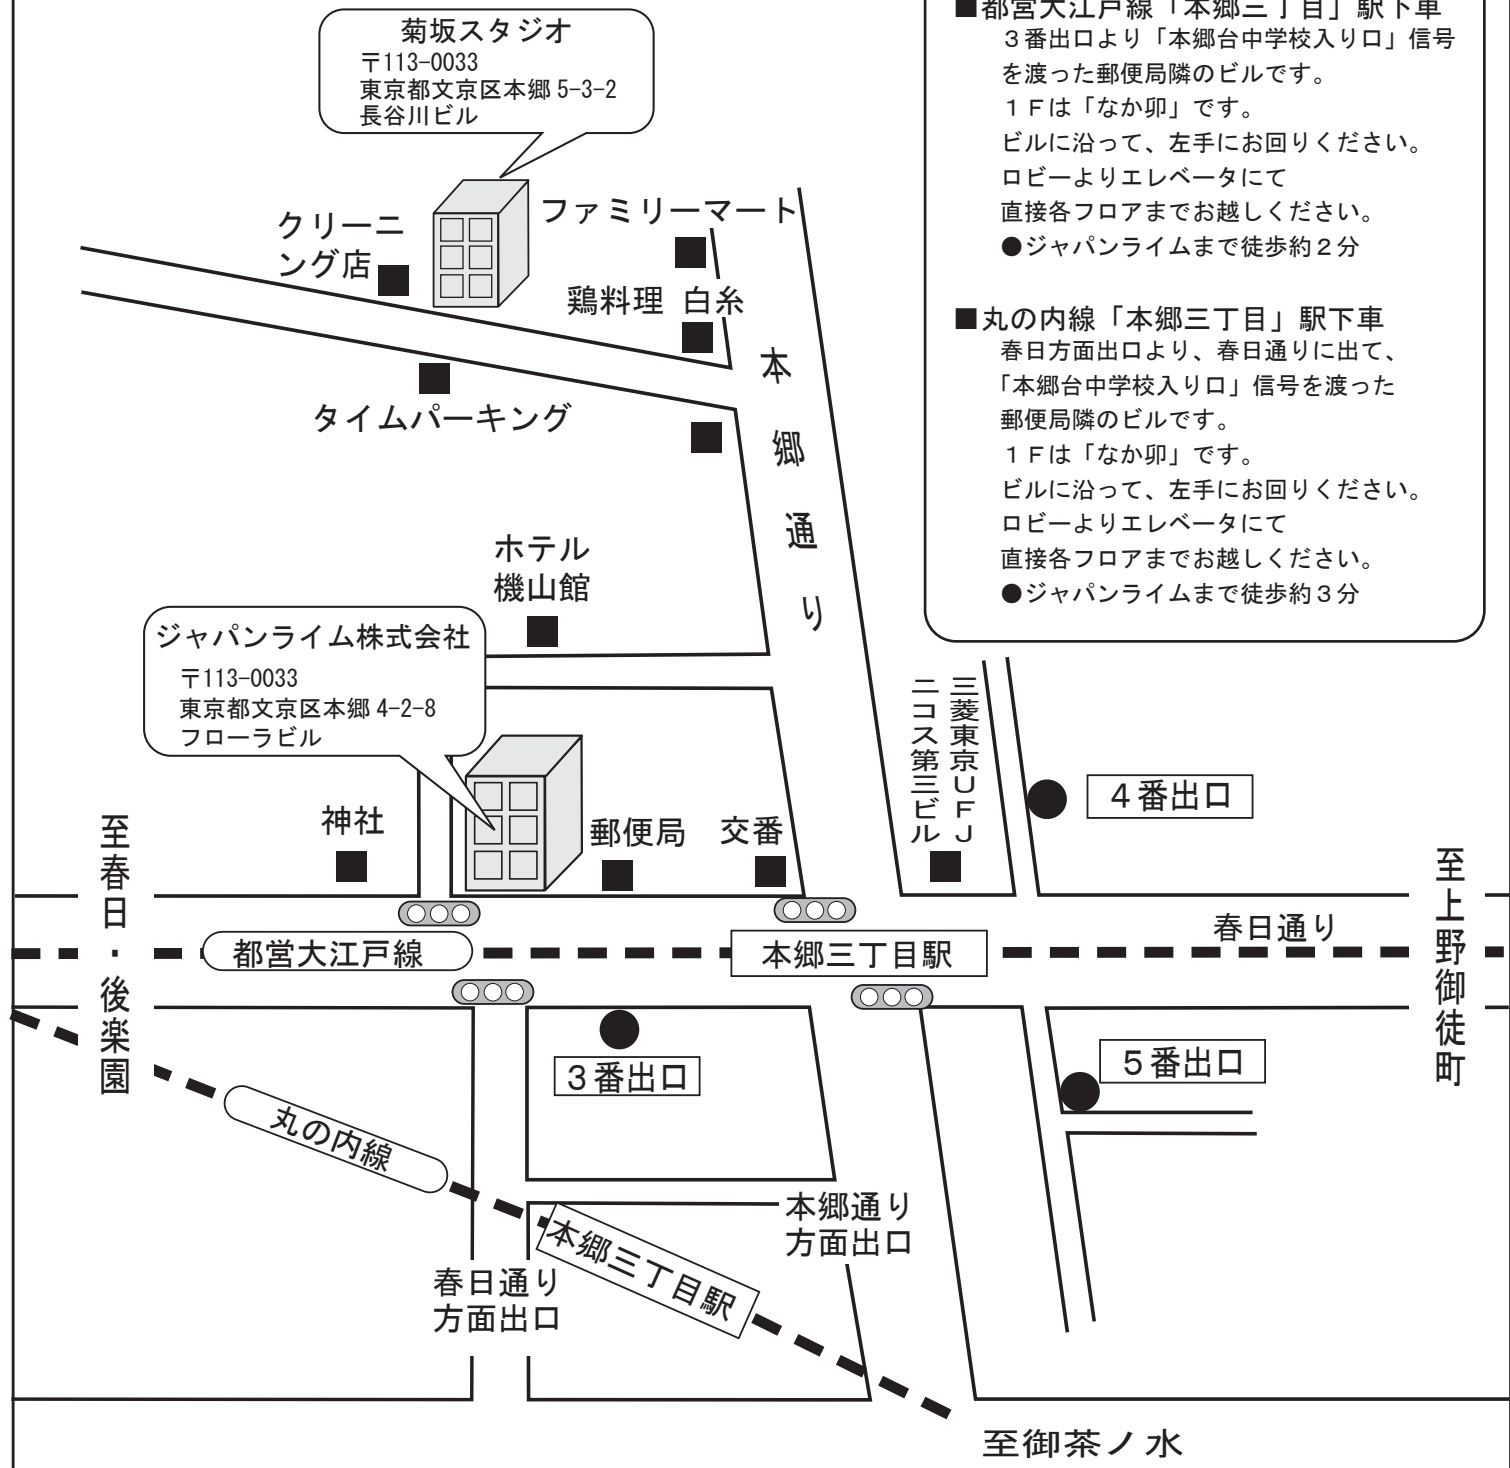 菊坂スタジオ
〒113-0033
東京都文京区本郷 5-3-2
長谷川ビル
■都営大江戸線「本郷三丁目」駅下車
３番出口より「本郷台中学校入り口」信号
を渡った郵便局隣のビルです。
１Ｆは「なか卯」です。
ビルに沿って、左手にお回りください。
ロビーよりエレベータにて
直接各フロアまでお越しください。
●ジャパンライムまで徒歩約２分
■丸の内線「本郷三丁目」駅下車
春日方面出口より、春日通りに出て、
「本郷台中学校入り口」信号を渡った
郵便局隣のビルです。
１Ｆは「なか卯」です。
ビルに沿って、左手にお回りください。
ロビーよりエレベータにて
直接各フロアまでお越しください。
●ジャパンライムまで徒歩約３分
クリーニ
ング店
ファミリーマート
鶏料理 白糸
タイムパーキング
本郷通り
ホテル
機山館
ジャパンライム株式会社
〒113-0033
東京都文京区本郷 4-2-8
フローラビル
三菱東京ＵＦＪ
ニコス第三ビル
４番出口
神社
郵便局
交番
至春日・後楽園
都営大江戸線
本郷三丁目駅
春日通り
至上野御徒町
３番出口
５番出口
丸の内線
本郷三丁目駅
本郷通り
方面出口
春日通り
方面出口
至御茶ノ水